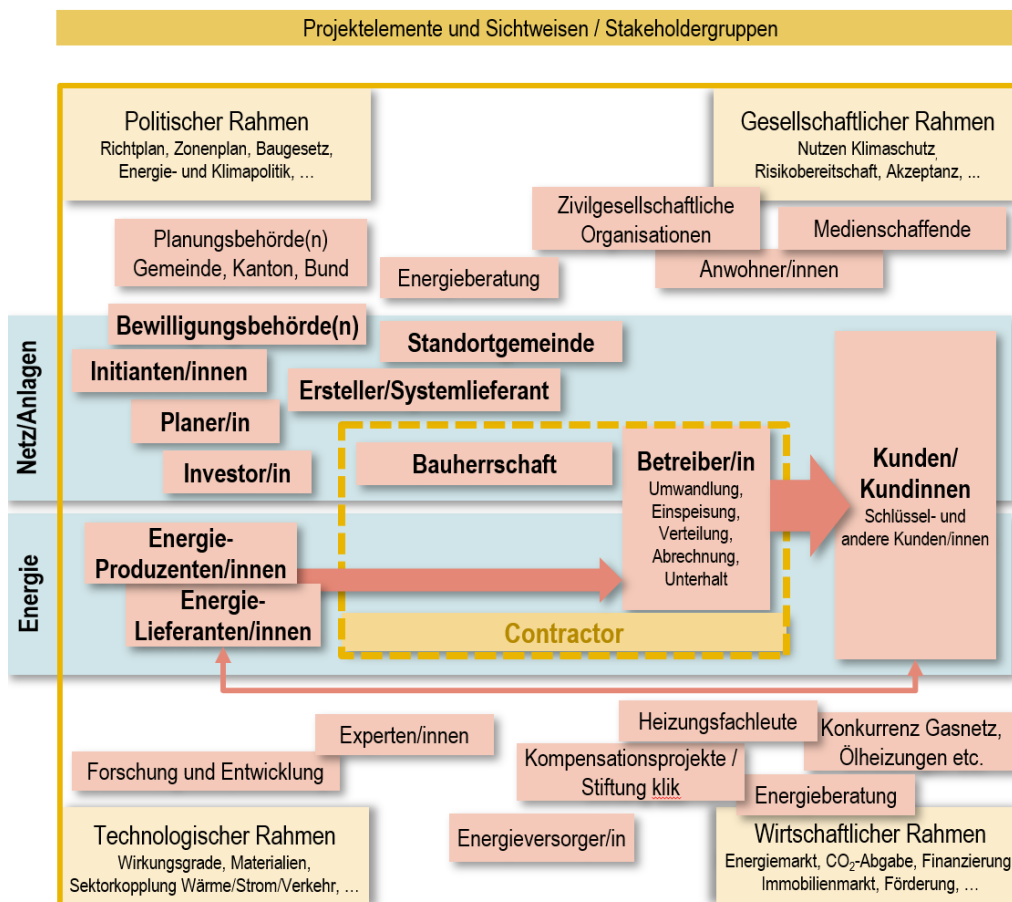 Projektelemente und Sichtweisen / Stakeholdergruppen
Politischer Rahmen
Richtplan, Zonenplan, Baugesetz,
Energie- und Klimapolitik, …
Gesellschaftlicher Rahmen
Nutzen Klimaschutz,
Risikobereitschaft, Akzeptanz, ...
Zivilgesellschaftliche
Organisationen
Medienschaffende
Planungsbehörde(n)
Gemeinde, Kanton, Bund
Energieberatung
Anwohner/innen
Netz/Anlagen
Bewilligungsbehörde(n)
Standortgemeinde
Initianten/innen
Ersteller/Systemlieferant
Planer/in
Investor/in
Bauherrschaft
Betreiber/in
Umwandlung,
Einspeisung,
Verteilung,
Abrechnung,
Unterhalt
Kunden/
Kundinnen
Schlüssel- und
andere Kunden/innen
Energie
Energie-
Produzenten/innen
Energie-
Lieferanten/innen
Contractor
Heizungsfachleute
Konkurrenz Gasnetz,
Ölheizungen etc.
Experten/innen
Forschung und Entwicklung
Kompensationsprojekte /
Stiftung klik
Energieberatung
Energieversorger/in
Technologischer Rahmen
Wirkungsgrade, Materialien,
Sektorkopplung Wärme/Strom/Verkehr, …
Wirtschaftlicher Rahmen
Energiemarkt, CO₂-Abgabe, Finanzierung
Immobilienmarkt, Förderung, …